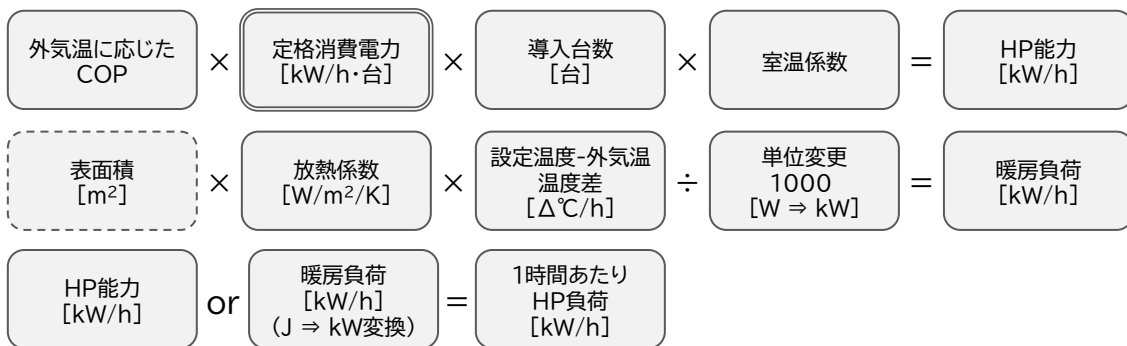 外気温に応じた
COP
×
定格消費電力
[kW/h・台]
×
導入台数
[台]
×
室温係数
=
HP能力
[kW/h]
表面積
[m²]
×
放熱係数
[W/m²/K]
×
設定温度-外気温
温度差
[Δ℃/h]
÷
単位変更
1000
[W ⇒ kW]
=
暖房負荷
[kW/h]
HP能力
[kW/h]
or
暖房負荷
[kW/h]
(J ⇒ kW変換)
=
1時間あたり
HP負荷
[kW/h]